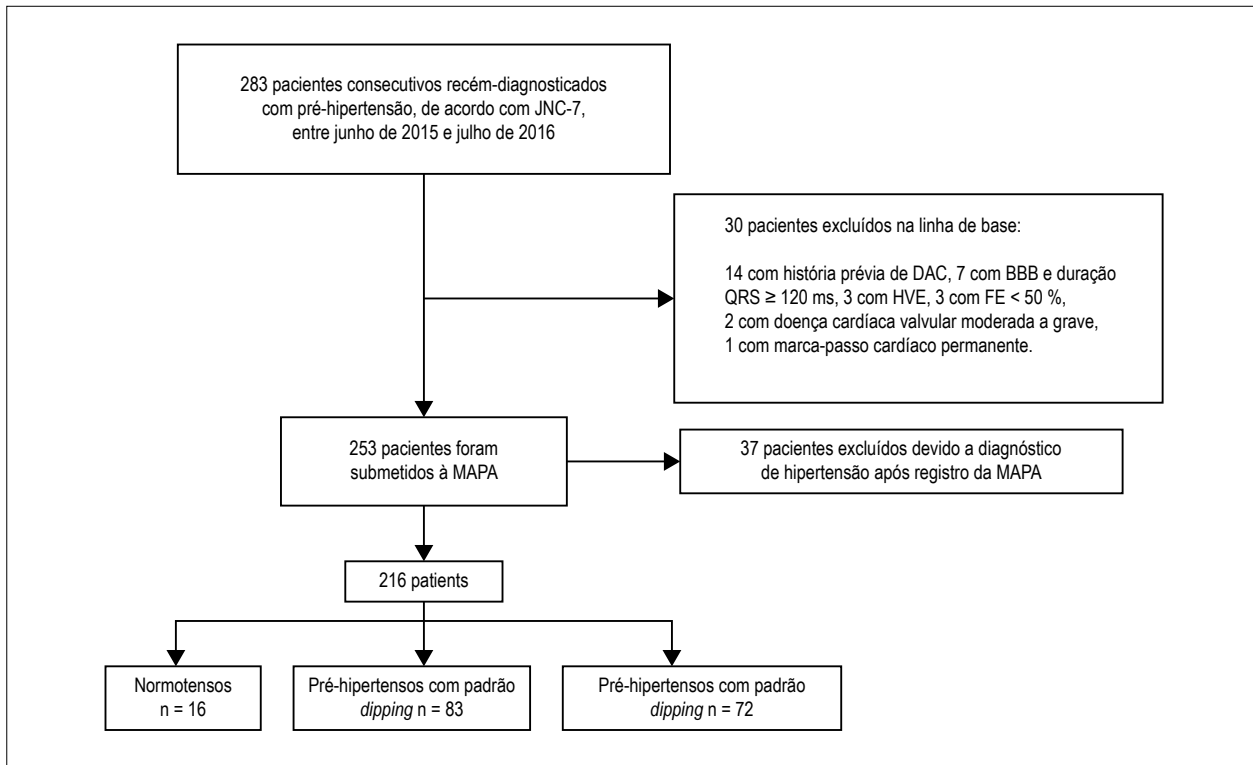 283 pacientes consecutivos recém-diagnosticados
com pré-hipertensão, de acordo com JNC-7,
entre junho de 2015 e julho de 2016
30 pacientes excluídos na linha de base:
14 com história prévia de DAC, 7 com BBB e duração
QRS ≥ 120 ms, 3 com HVE, 3 com FE < 50 %,
2 com doença cardíaca valvular moderada a grave,
1 com marca-passo cardíaco permanente.
253 pacientes foram
submetidos à MAPA
37 pacientes excluídos devido a diagnóstico
de hipertensão após registro da MAPA
216 patients
Normotensos
n = 16
Pré-hipertensos com padrão
dipping n = 83
Pré-hipertensos com padrão
dipping n = 72